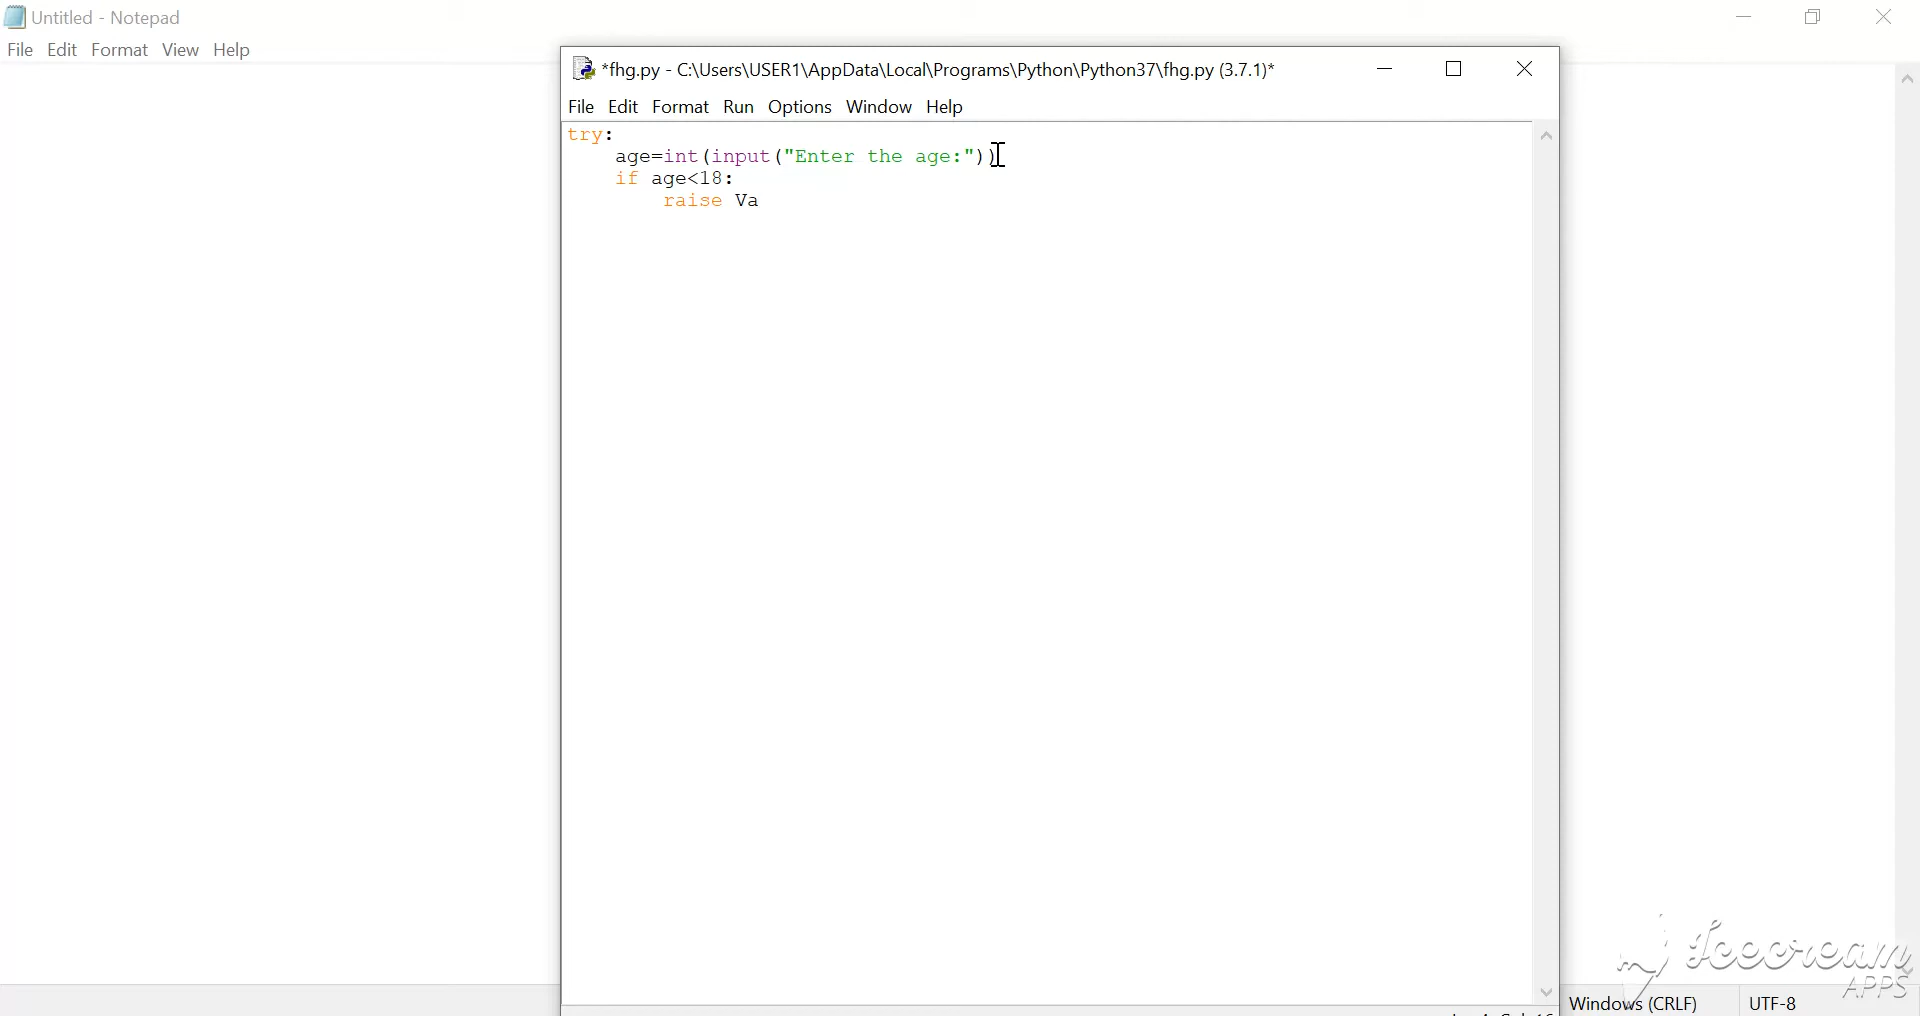 Untitled - Notepad
File Edit Format View Help
*fhg.py - C:\Users\USER1\AppData\Local\Programs\Python\Python37\fhg.py (3.7.1)*
File Edit Format Run Options Window Help
try:
    age=int(input("Enter the age:"))
    if age<18:
        raise Va
Windows (CRLF) UTF-8
Icecream
APPS